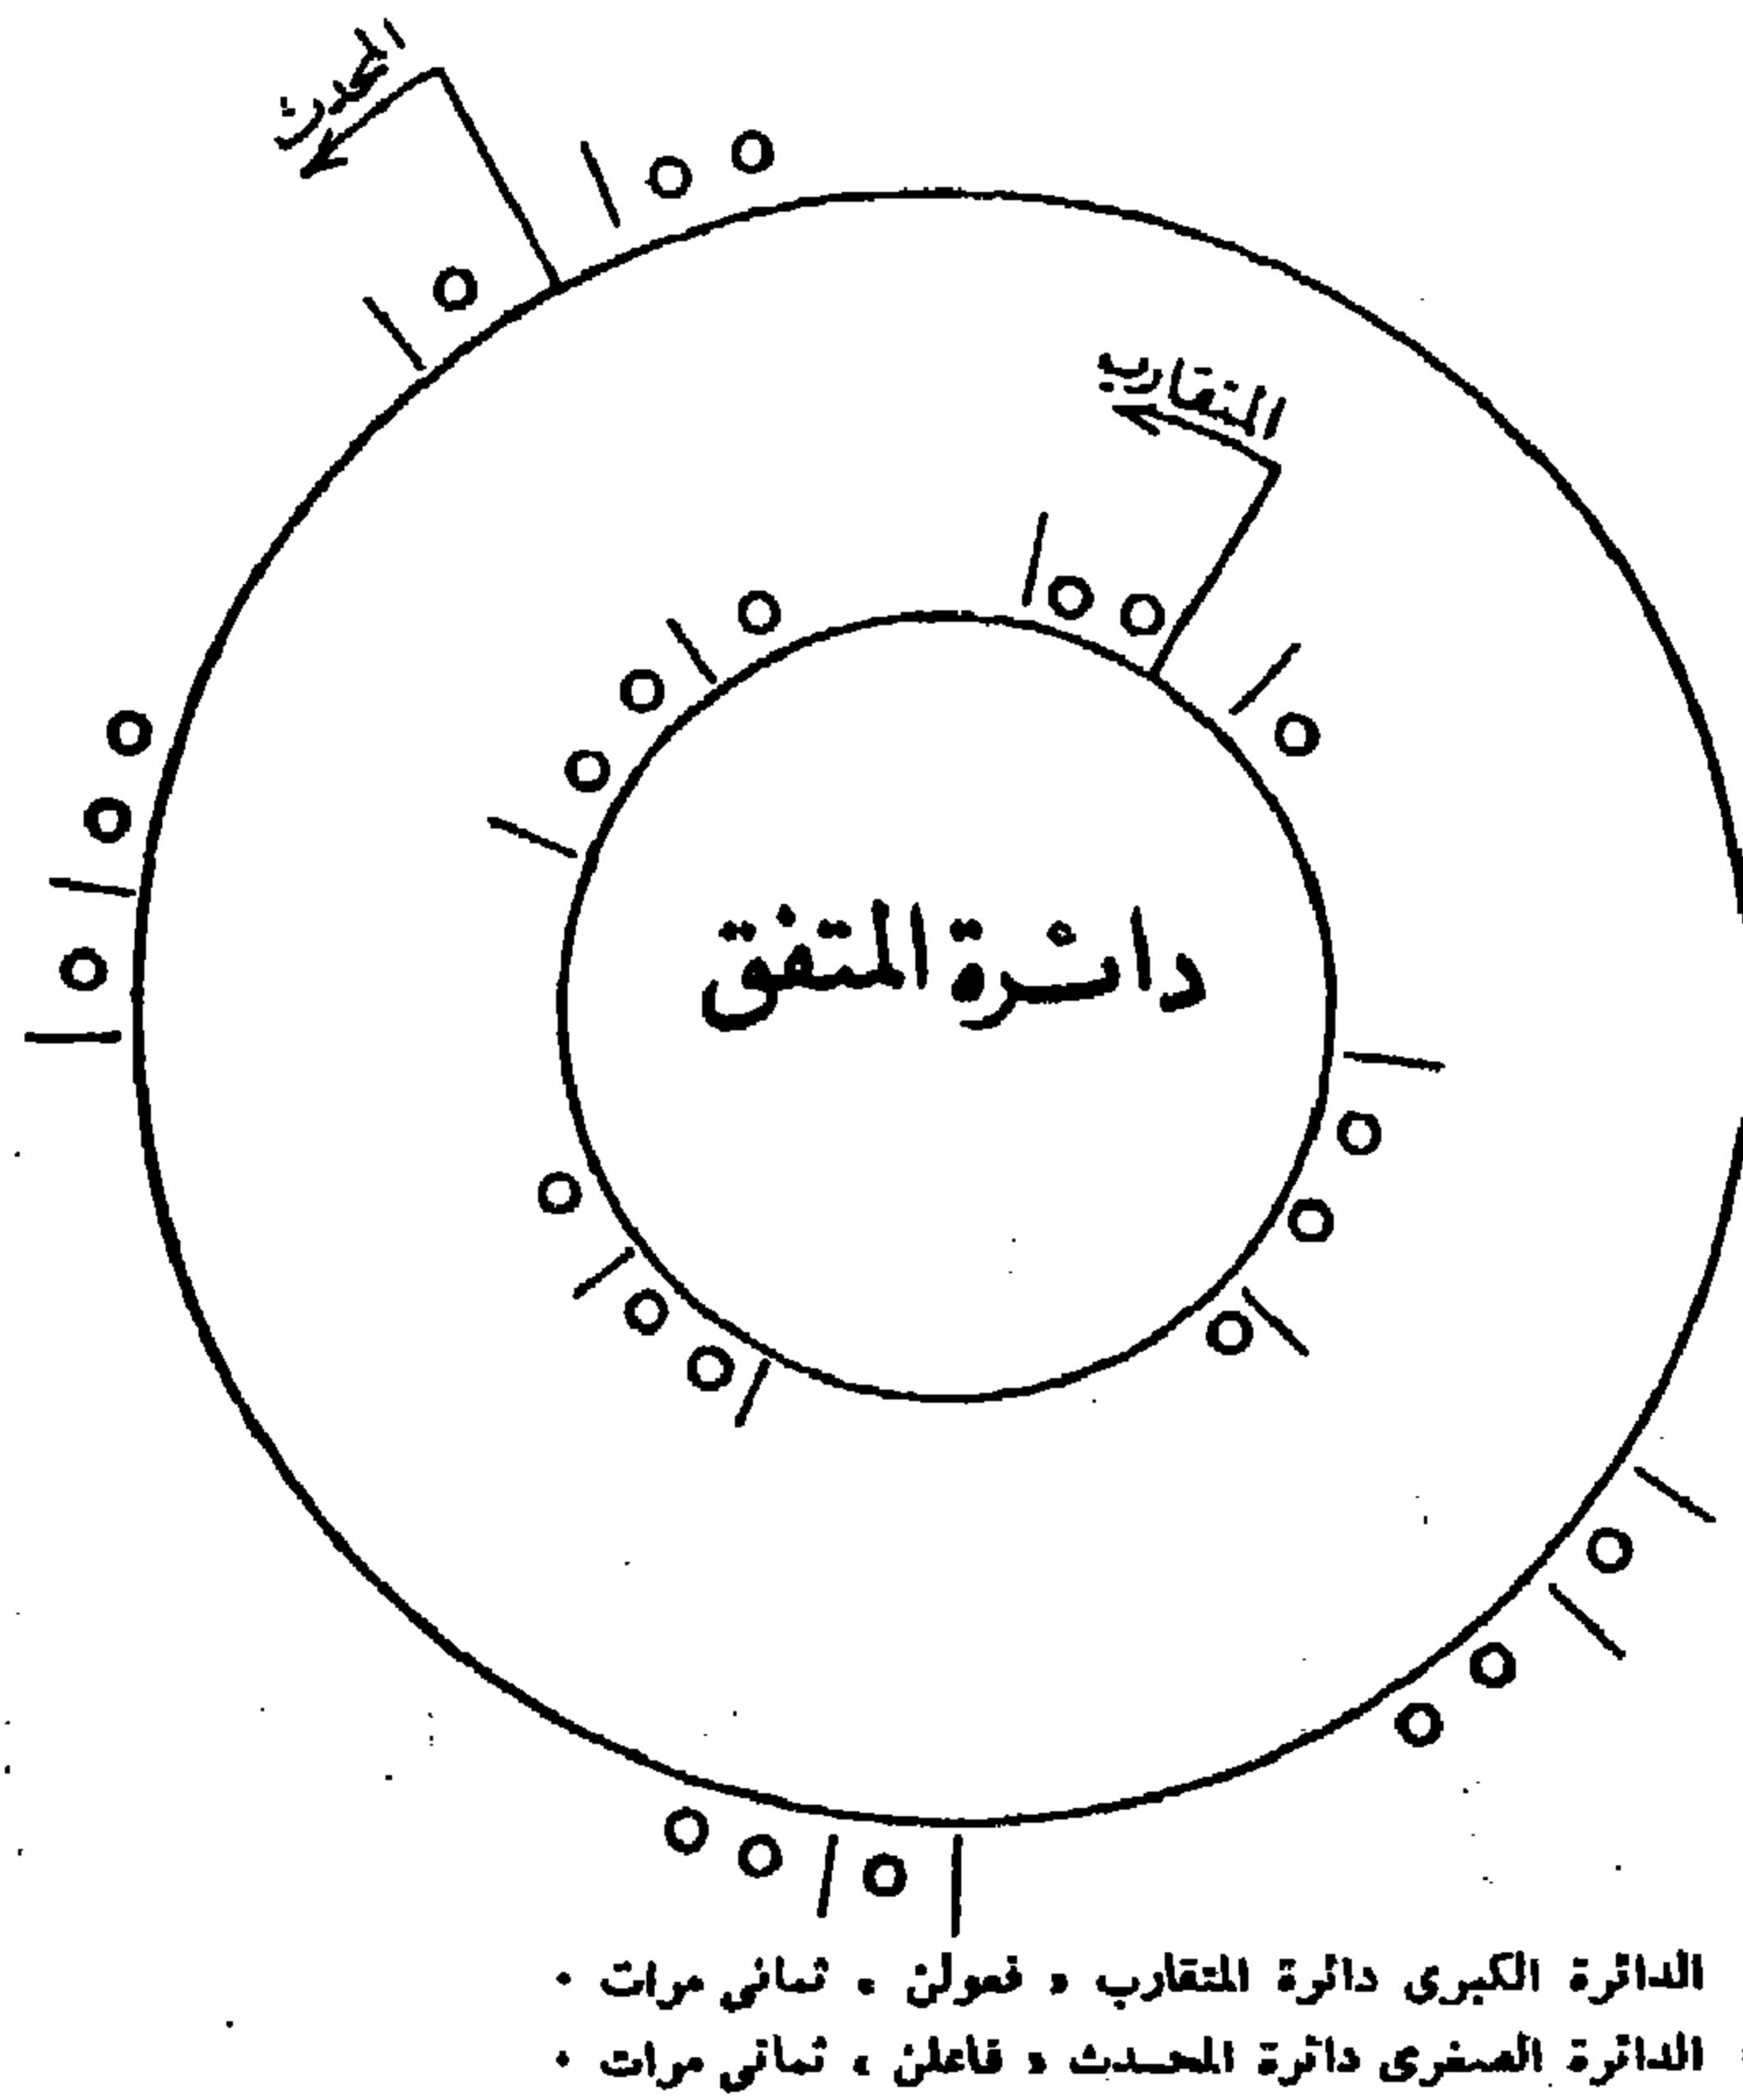 المحدث
المتقارب
دائرة المتفق
الدائرة الكبرى دائرة المتقارب « فعولن » ثماني مرات .
الدائرة الصغرى دائرة المحدث « فاعلن » ثماني مرات .